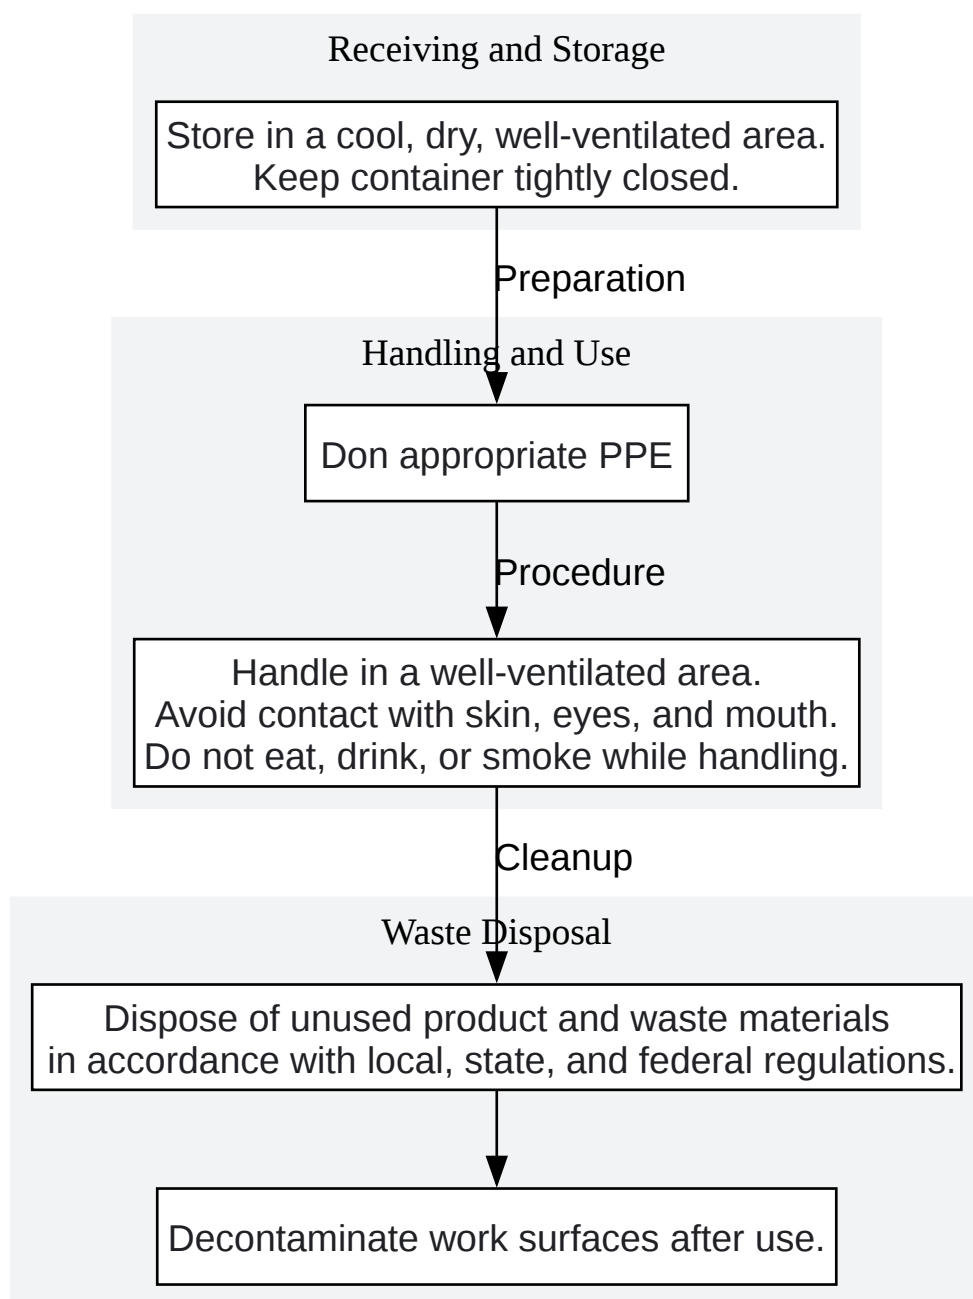 Receiving and Storage
Store in a cool, dry, well-ventilated area.
Keep container tightly closed.
Preparation
Handling and Use
Don appropriate PPE
Procedure
Handle in a well-ventilated area.
Avoid contact with skin, eyes, and mouth.
Do not eat, drink, or smoke while handling.
Cleanup
Waste Disposal
Dispose of unused product and waste materials
in accordance with local, state, and federal regulations.
Decontaminate work surfaces after use.